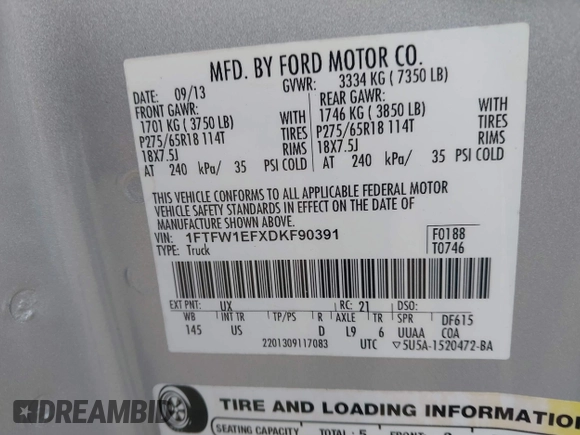 MFD. BY FORD MOTOR CO.
DATE: 09/13 GVWR: 3334 KG ( 7350 LB)
FRONT GAWR: REAR GAWR:
1701 KG ( 3750 LB) WITH 1746 KG ( 3850 LB) WITH
P275/65R18 114T TIRES P275/65R18 114T TIRES
18X7.5J RIMS 18X7.5J RIMS
AT 240 kPa/ 35 PSI COLD AT 240 kPa/ 35 PSI COLD
THIS VEHICLE CONFORMS TO ALL APPLICABLE FEDERAL MOTOR
VEHICLE SAFETY STANDARDS IN EFFECT ON THE DATE OF
MANUFACTURE SHOWN ABOVE.
VIN: 1FTFW1EFXDKF90391 F0188
TYPE: Truck T0746
EXT PNT: UX RC: 21 DSO:
WB INT TR TP/PS R AXLE TR SPR DF615
145 US D L9 6 UUAA COA
2201309117083 UTC ▽5U5A-1520472-BA
TIRE AND LOADING INFORMATION
SEATING CAPACITY TOTAL : 5
DREAMBID